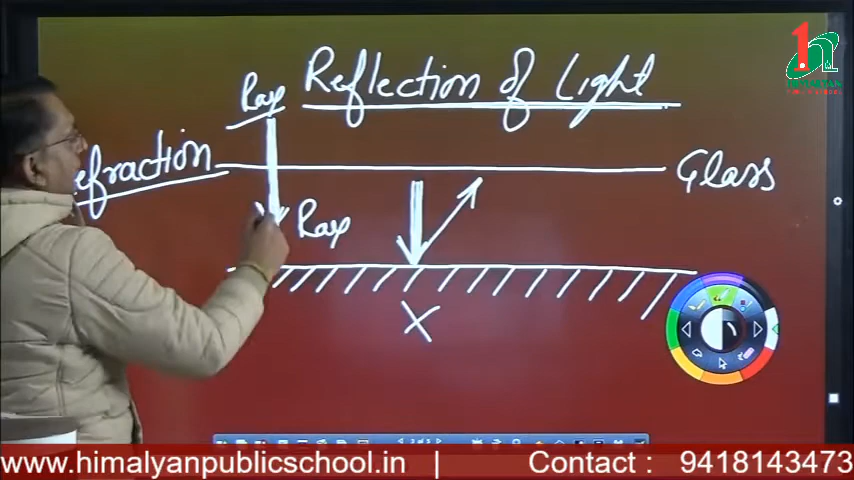 Reflection of Light
Ray
efraction
Glass
Ray
X
www.himalyanpublicschool.in | Contact : 9418143473